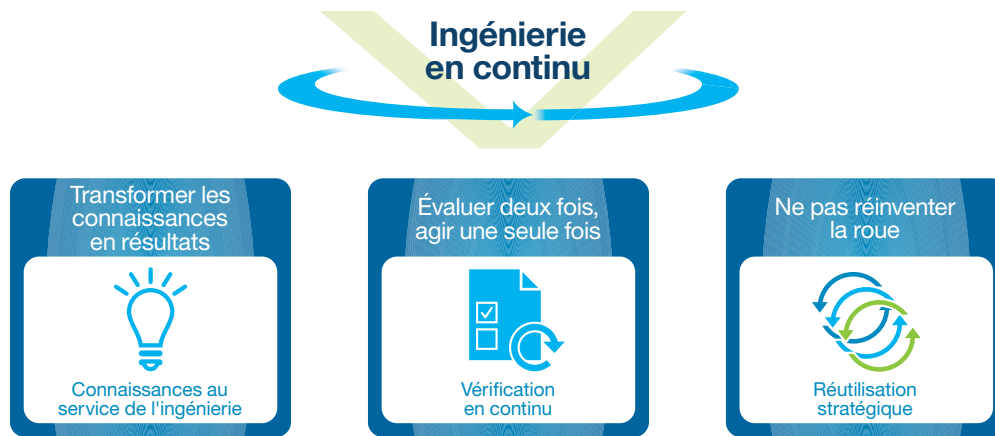 Ingénierie
en continu
Transformer les
connaissances
en résultats
Connaissances au
service de l'ingénierie
Évaluer deux fois,
agir une seule fois
Vérification
en continu
Ne pas réinventer
la roue
Réutilisation
stratégique